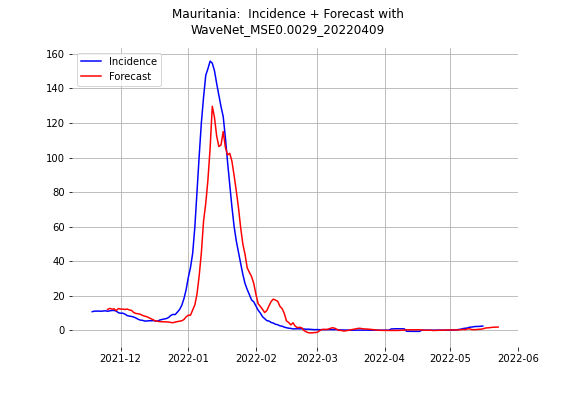 Mauritania:  Incidence + Forecast with
WaveNet_MSE0.0029_20220409
Incidence
Forecast
160
140
120
100
80
60
40
20
0
2021-12 2022-01 2022-02 2022-03 2022-04 2022-05 2022-06